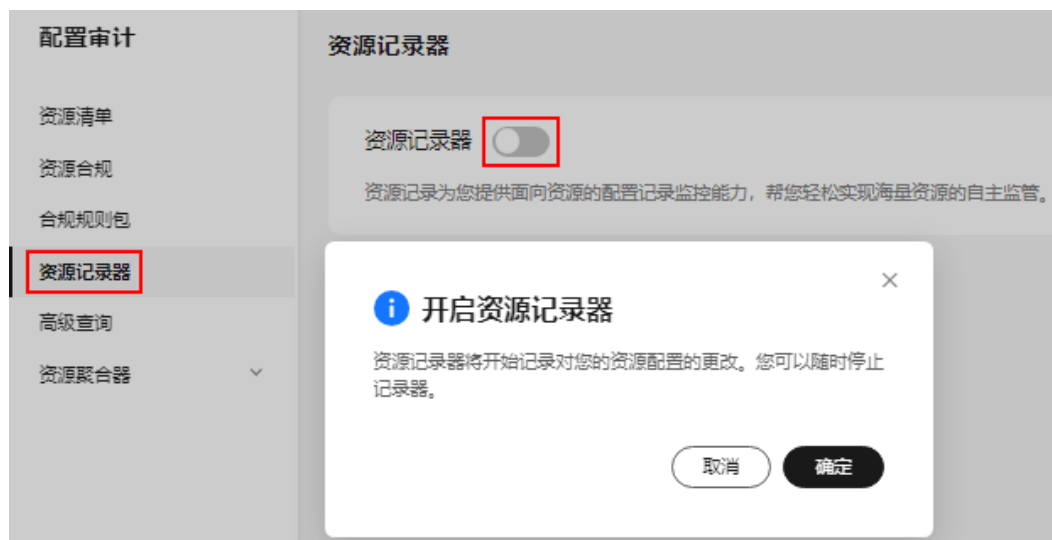 配置审计
资源清单
资源合规
合规规则包
资源记录器
高级查询
资源聚合器
资源记录器
资源记录器
资源记录为您提供面向资源的配置记录监控能力，帮您轻松实现海量资源的自主监管。
开启资源记录器
资源记录器将开始记录对您的资源配置的更改。您可以随时停止
记录器。
取消
确定